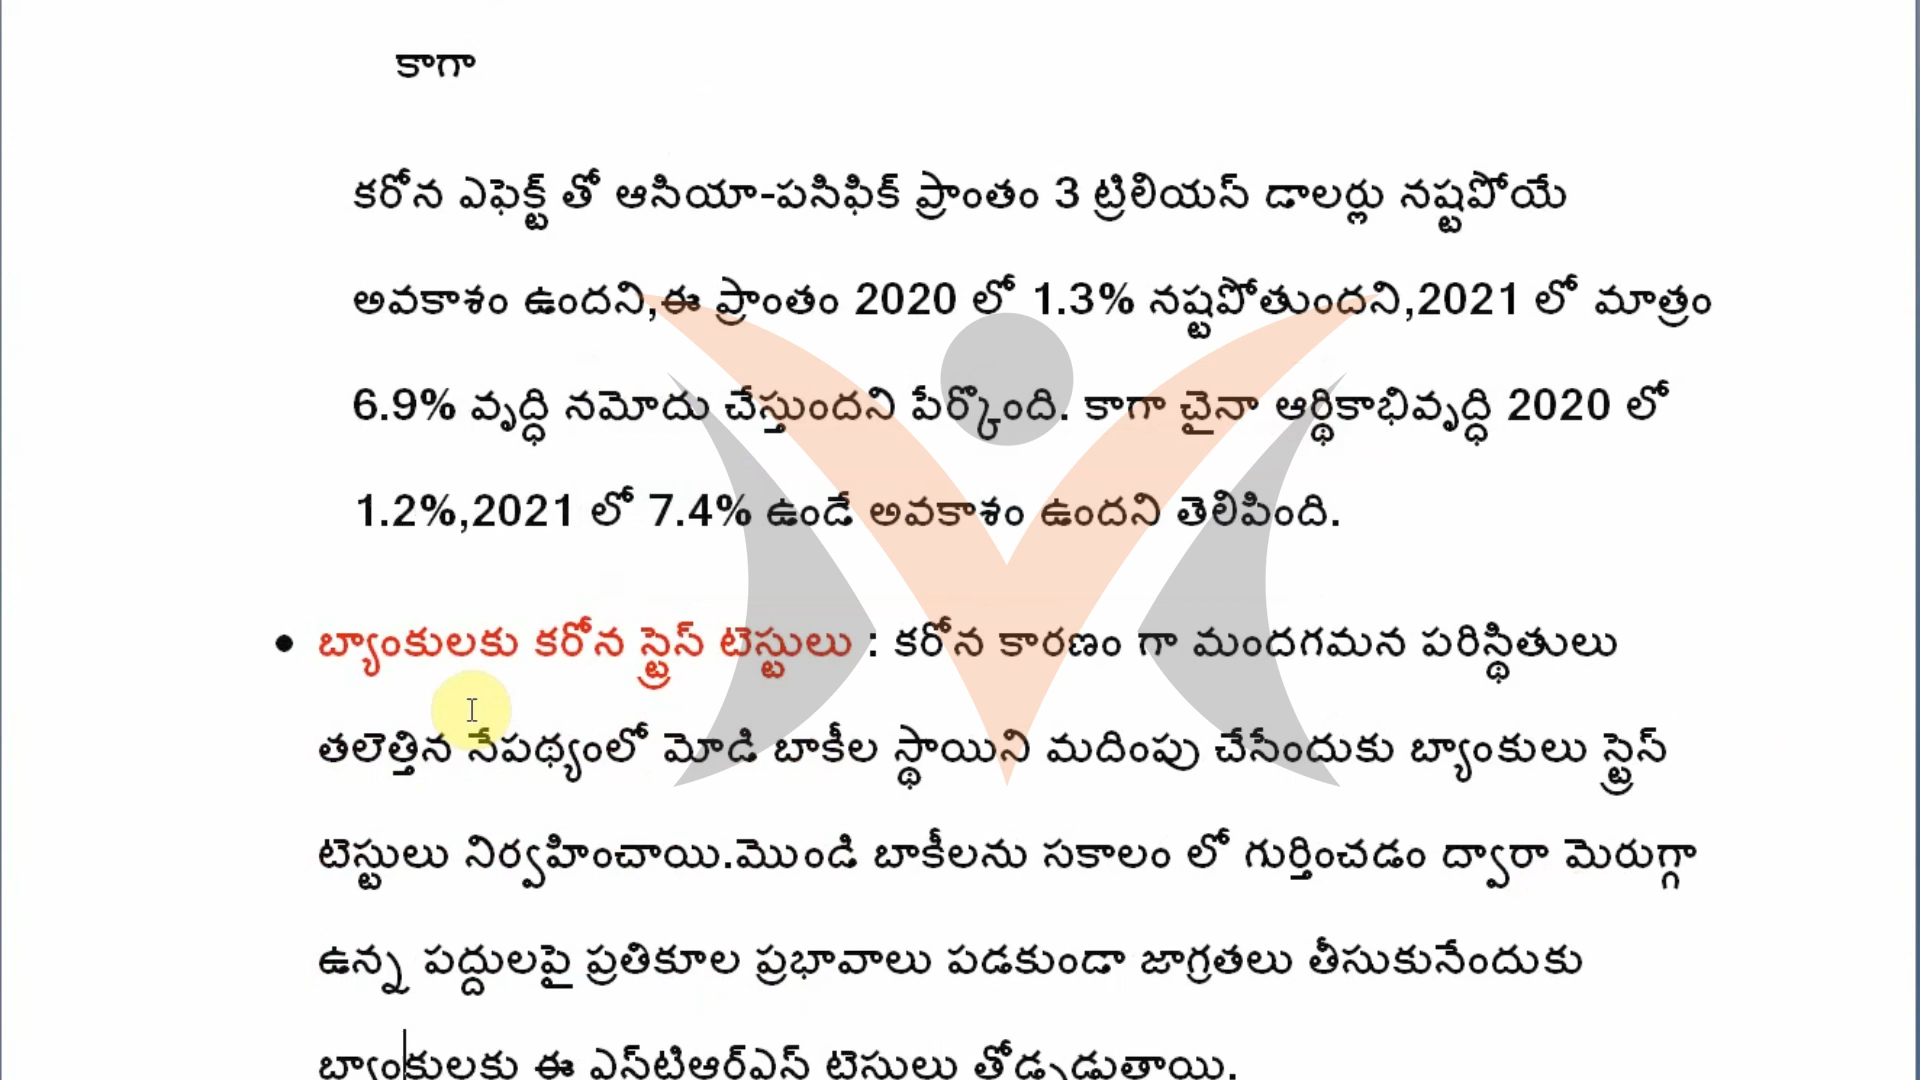 కాగా
కరోన ఎఫెక్ట్ తో ఆసియా-పసిఫిక్ ప్రాంతం 3 ట్రిలియన్ డాలర్లు నష్టపోయే
అవకాశం ఉందని,ఈ ప్రాంతం 2020 లో 1.3% నష్టపోతుందని,2021 లో మాత్రం
6.9% వృద్ధి నమోదు చేస్తుందని పేర్కొంది. కాగా చైనా ఆర్థికాభివృద్ధి 2020 లో
1.2%,2021 లో 7.4% ఉండే అవకాశం ఉందని తెలిపింది.
• బ్యాంకులకు కరోన స్ట్రెస్ టెస్టులు : కరోన కారణం గా మందగమన పరిస్థితులు
తలెత్తిన నేపథ్యంలో మోడి బాకీల స్థాయిని మదింపు చేసేందుకు బ్యాంకులు స్ట్రెస్
టెస్టులు నిర్వహించాయి.మొండి బాకీలను సకాలం లో గుర్తించడం ద్వారా మెరుగ్గా
ఉన్న పద్దులపై ప్రతికూల ప్రభావాలు పడకుండా జాగ్రతలు తీసుకునేందుకు
బ్యాంకులకు ఈ ఎస్‌టిఆర్‌ఎస్ టెస్టులు తోడ్పడుతాయి.